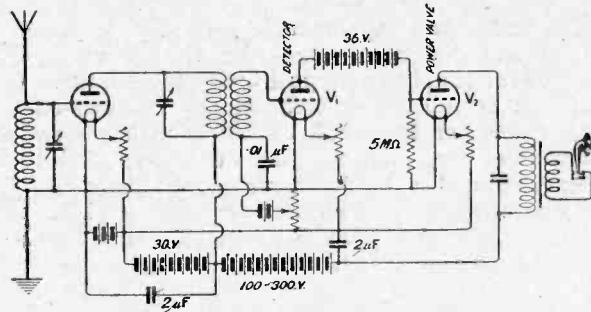 DETECTOR
36.V.
POWER VALVE
V₁
V₂
.01 μF
5MΩ
30.V
2μF
100-300.V.
2μF